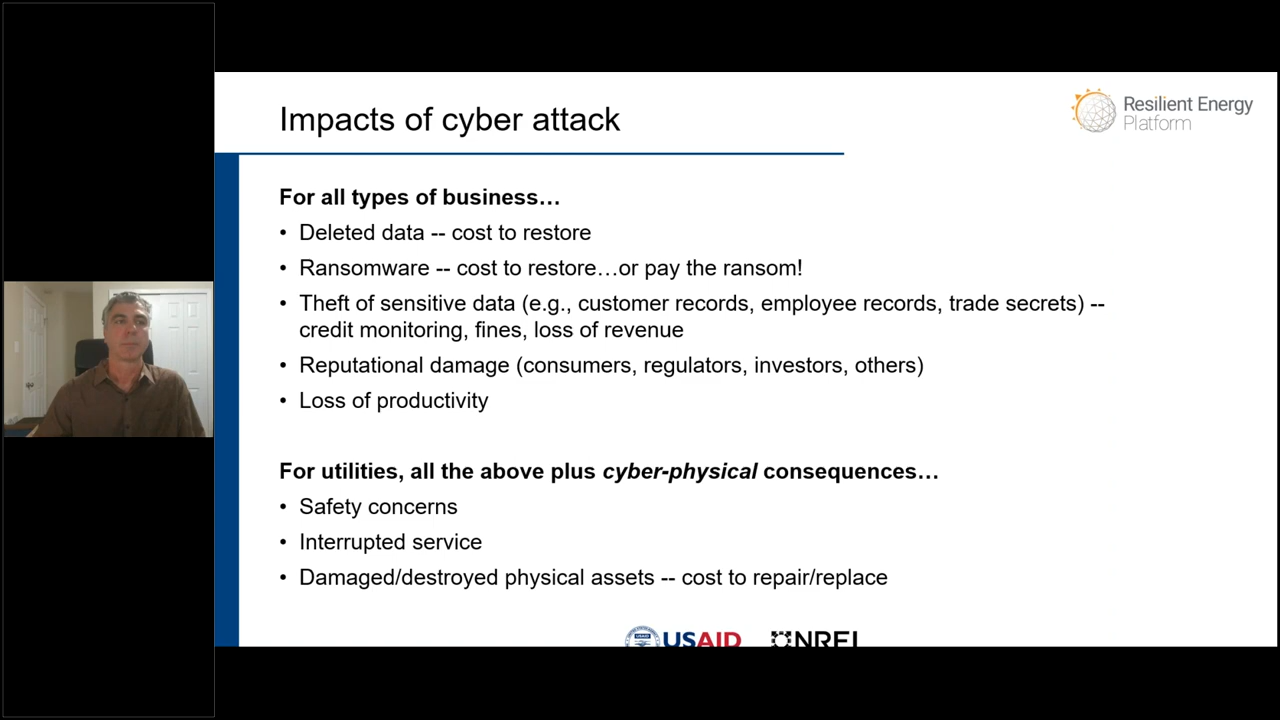 Impacts of cyber attack
Resilient Energy
Platform
For all types of business…
• Deleted data -- cost to restore
• Ransomware -- cost to restore…or pay the ransom!
• Theft of sensitive data (e.g., customer records, employee records, trade secrets) --
credit monitoring, fines, loss of revenue
• Reputational damage (consumers, regulators, investors, others)
• Loss of productivity
For utilities, all the above plus cyber-physical consequences…
• Safety concerns
• Interrupted service
• Damaged/destroyed physical assets -- cost to repair/replace
USAID
NREL